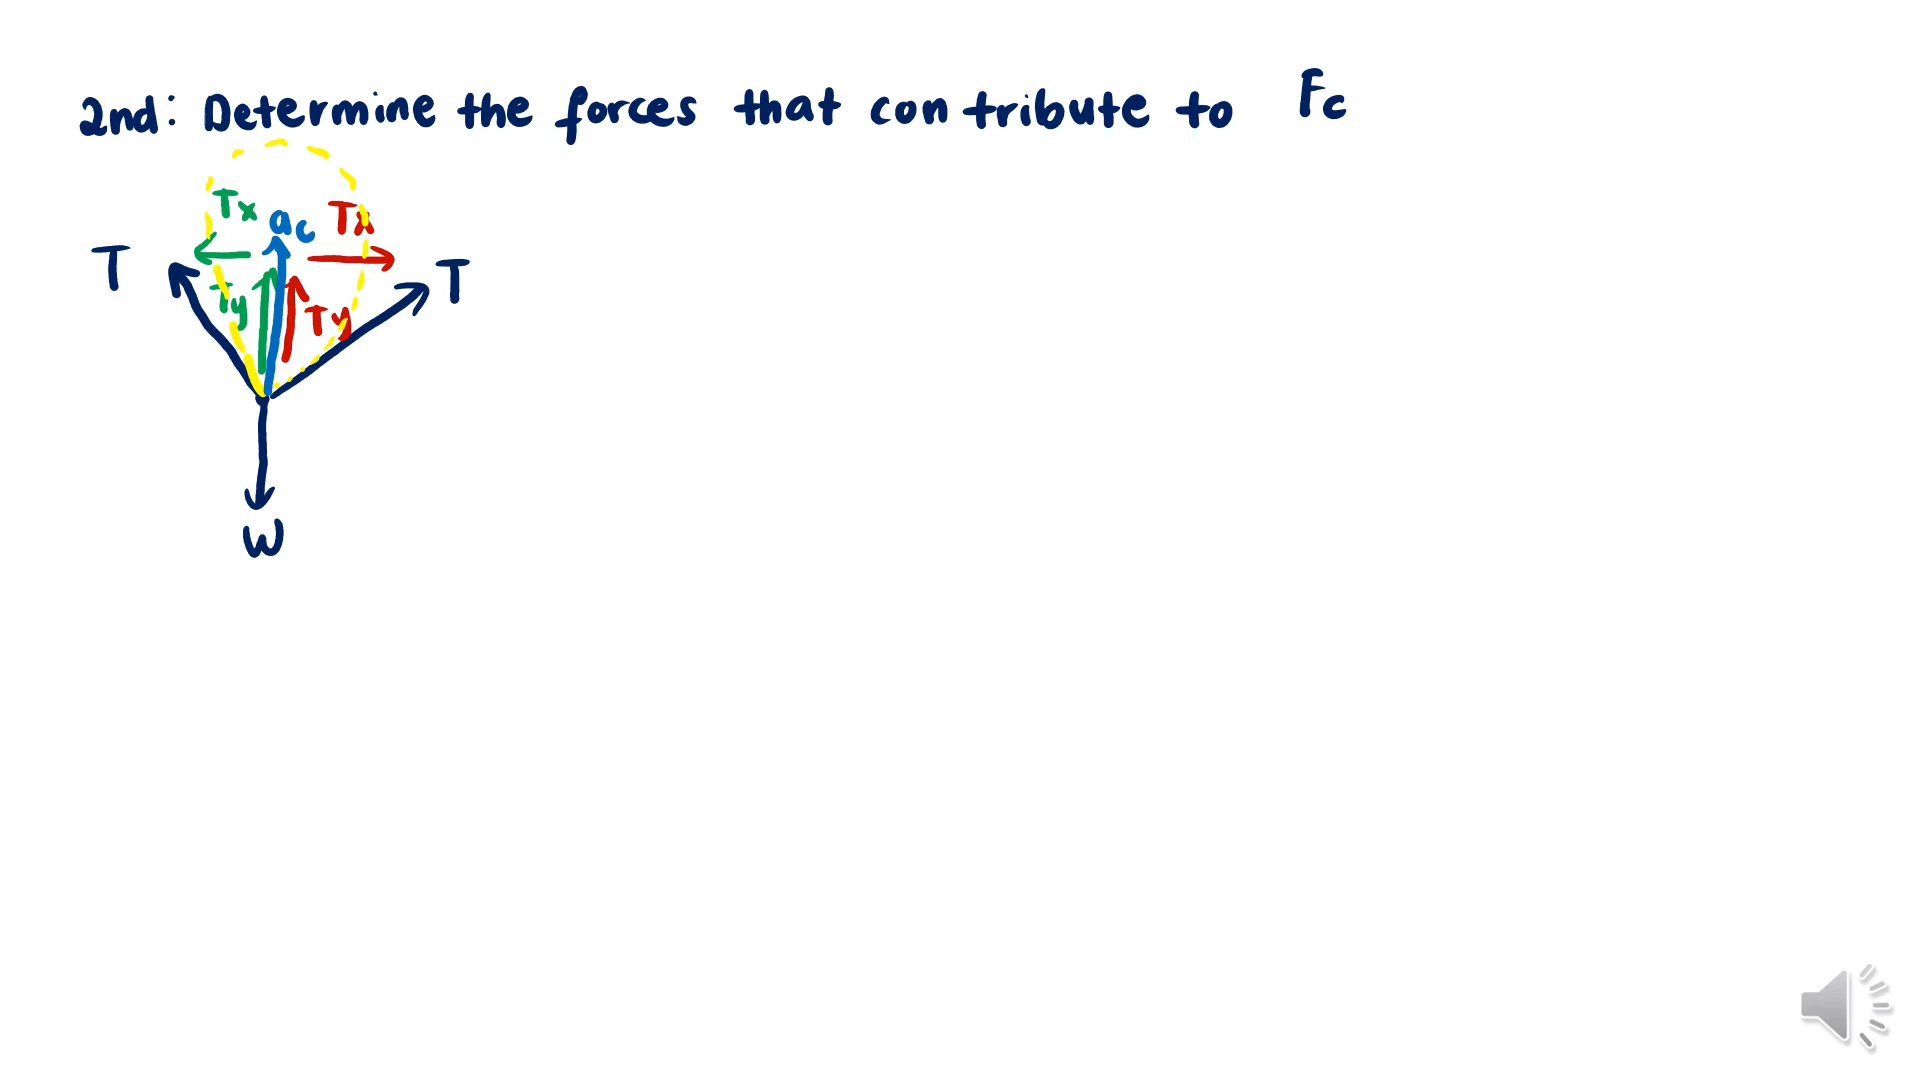 2nd: Determine the forces that contribute to Fc
Tx ac Tx
T T
Ty Ty
W